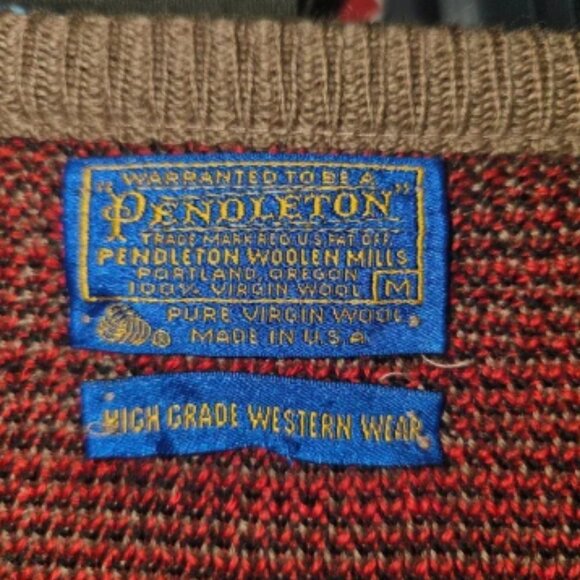 WARRANTED TO BE A
"PENDLETON"
TRADE MARK REG. U.S. PAT. OFF.
PENDLETON WOOLEN MILLS
PORTLAND, OREGON
100% VIRGIN WOOL M
PURE VIRGIN WOOL
® MADE IN U.S.A.
HIGH GRADE WESTERN WEAR